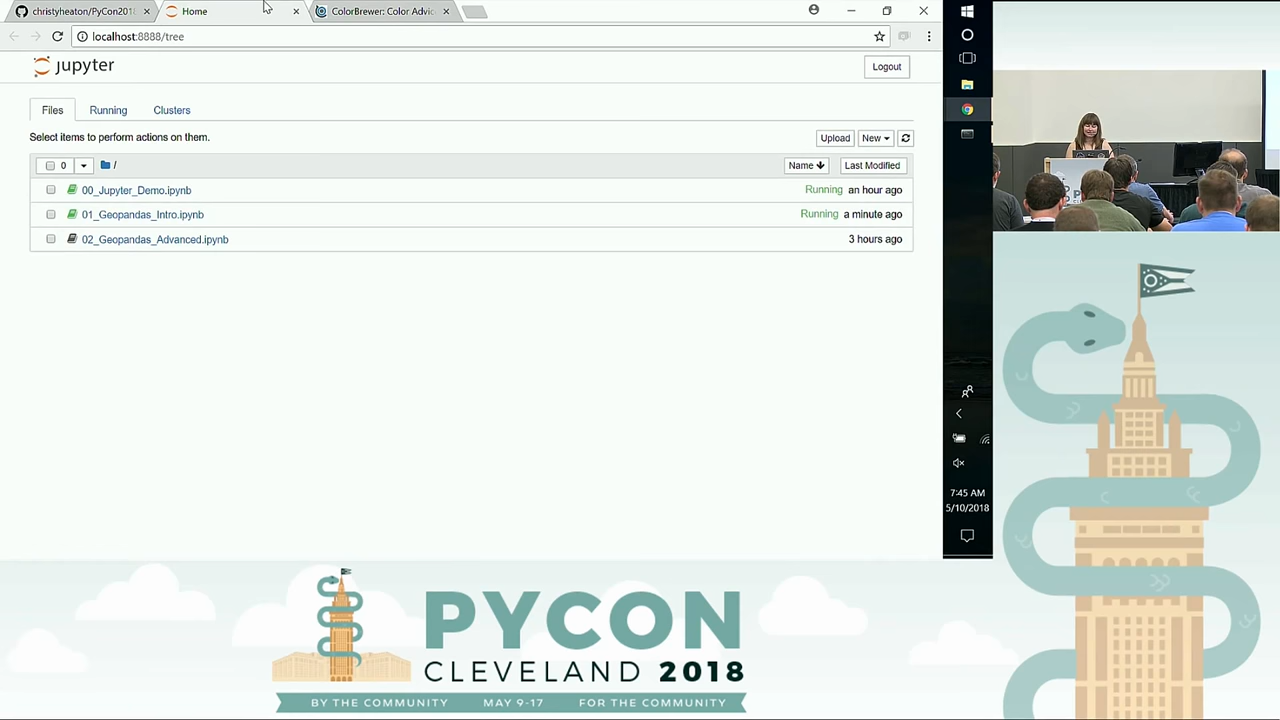 christyheaton/PyCon201
Home
ColorBrewer: Color Advic
localhost:8888/tree
jupyter
Logout
Files
Running
Clusters
Select items to perform actions on them.
Upload
New
0
/
Name
Last Modified
00_Jupyter_Demo.ipynb
Running
an hour ago
01_Geopandas_Intro.ipynb
Running
a minute ago
02_Geopandas_Advanced.ipynb
3 hours ago
7:45 AM
5/10/2018
PYCON
CLEVELAND 2018
BY THE COMMUNITY
MAY 9-17
FOR THE COMMUNITY